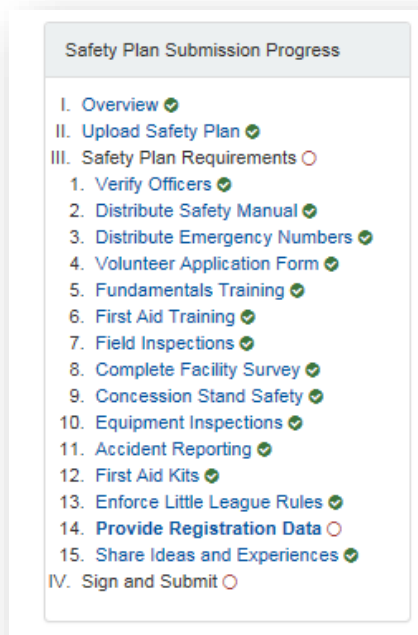 Safety Plan Submission Progress
I. Overview
II. Upload Safety Plan
III. Safety Plan Requirements
1. Verify Officers
2. Distribute Safety Manual
3. Distribute Emergency Numbers
4. Volunteer Application Form
5. Fundamentals Training
6. First Aid Training
7. Field Inspections
8. Complete Facility Survey
9. Concession Stand Safety
10. Equipment Inspections
11. Accident Reporting
12. First Aid Kits
13. Enforce Little League Rules
14. Provide Registration Data
15. Share Ideas and Experiences
IV. Sign and Submit